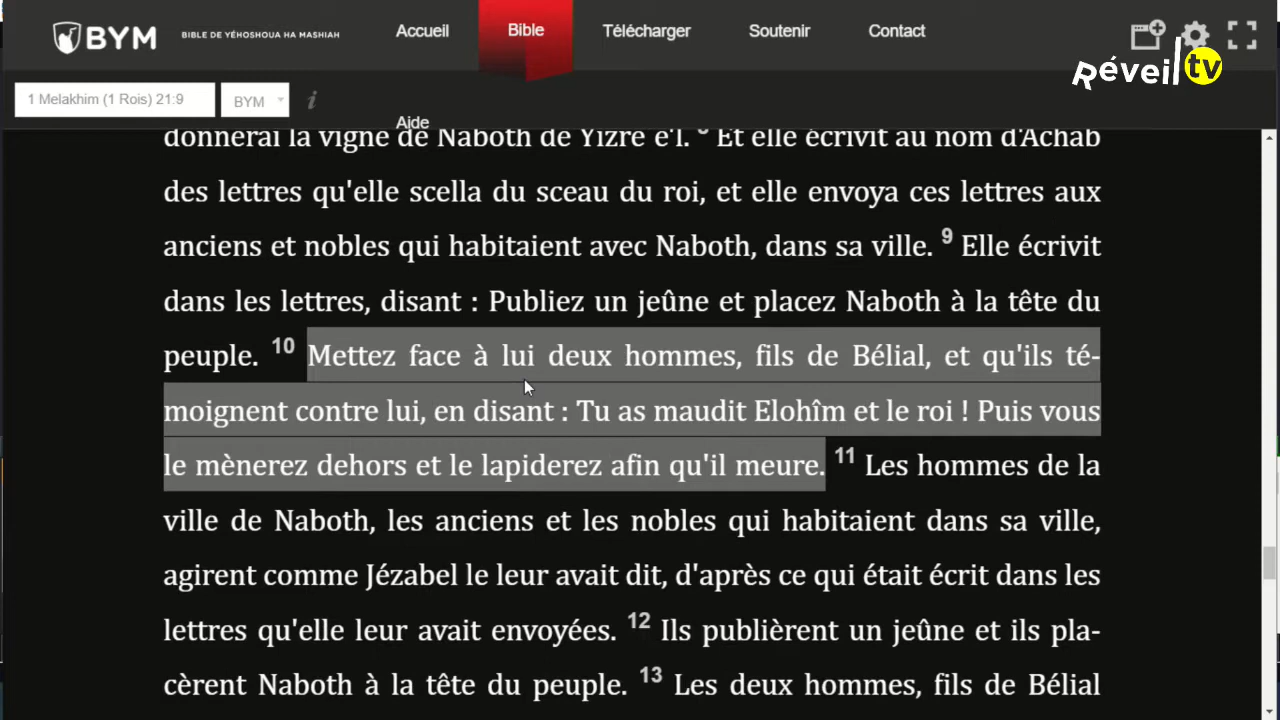 BYM
BIBLE DE YÉHOSHOUA HA MASHIAH
Accueil
Bible
Télécharger
Soutenir
Contact
Réveil tv
1 Melakhim (1 Rois) 21:9
BYM
i
Aide
donnerai la vigne de Naboth de Yizre'e'l. 8 Et elle écrivit au nom d'Achab
des lettres qu'elle scella du sceau du roi, et elle envoya ces lettres aux
anciens et nobles qui habitaient avec Naboth, dans sa ville. 9 Elle écrivit
dans les lettres, disant : Publiez un jeûne et placez Naboth à la tête du
peuple. 10 Mettez face à lui deux hommes, fils de Bélial, et qu'ils té-
moignent contre lui, en disant : Tu as maudit Elohîm et le roi ! Puis vous
le mènerez dehors et le lapiderez afin qu'il meure. 11 Les hommes de la
ville de Naboth, les anciens et les nobles qui habitaient dans sa ville,
agirent comme Jézabel le leur avait dit, d'après ce qui était écrit dans les
lettres qu'elle leur avait envoyées. 12 Ils publièrent un jeûne et ils pla-
cèrent Naboth à la tête du peuple. 13 Les deux hommes, fils de Bélial